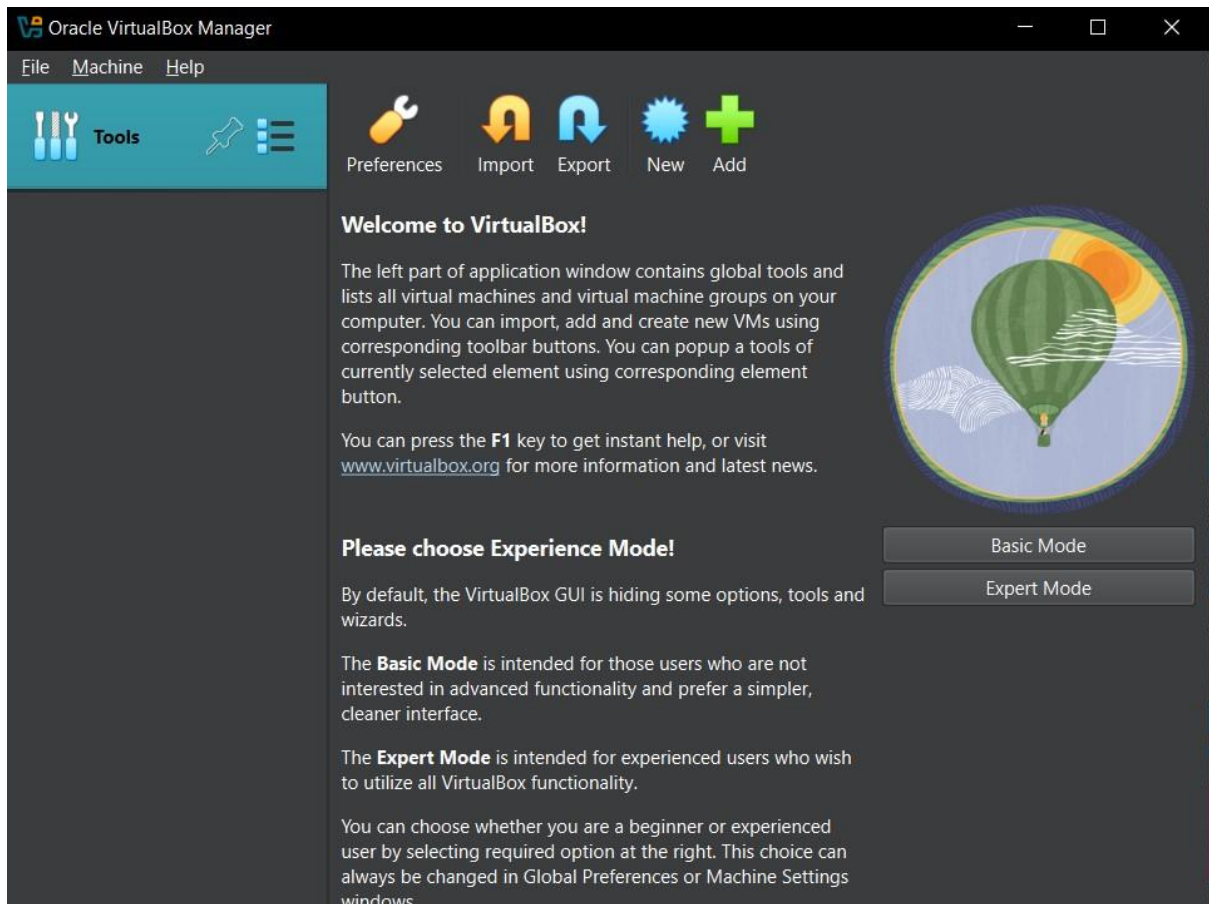 Oracle VirtualBox Manager
File Machine Help
Tools
Preferences Import Export New Add
Welcome to VirtualBox!
The left part of application window contains global tools and
lists all virtual machines and virtual machine groups on your
computer. You can import, add and create new VMs using
corresponding toolbar buttons. You can popup a tools of
currently selected element using corresponding element
button.
You can press the F1 key to get instant help, or visit
www.virtualbox.org for more information and latest news.
Please choose Experience Mode!
By default, the VirtualBox GUI is hiding some options, tools and
wizards.
The Basic Mode is intended for those users who are not
interested in advanced functionality and prefer a simpler,
cleaner interface.
The Expert Mode is intended for experienced users who wish
to utilize all VirtualBox functionality.
You can choose whether you are a beginner or experienced
user by selecting required option at the right. This choice can
always be changed in Global Preferences or Machine Settings
windows.
Basic Mode
Expert Mode